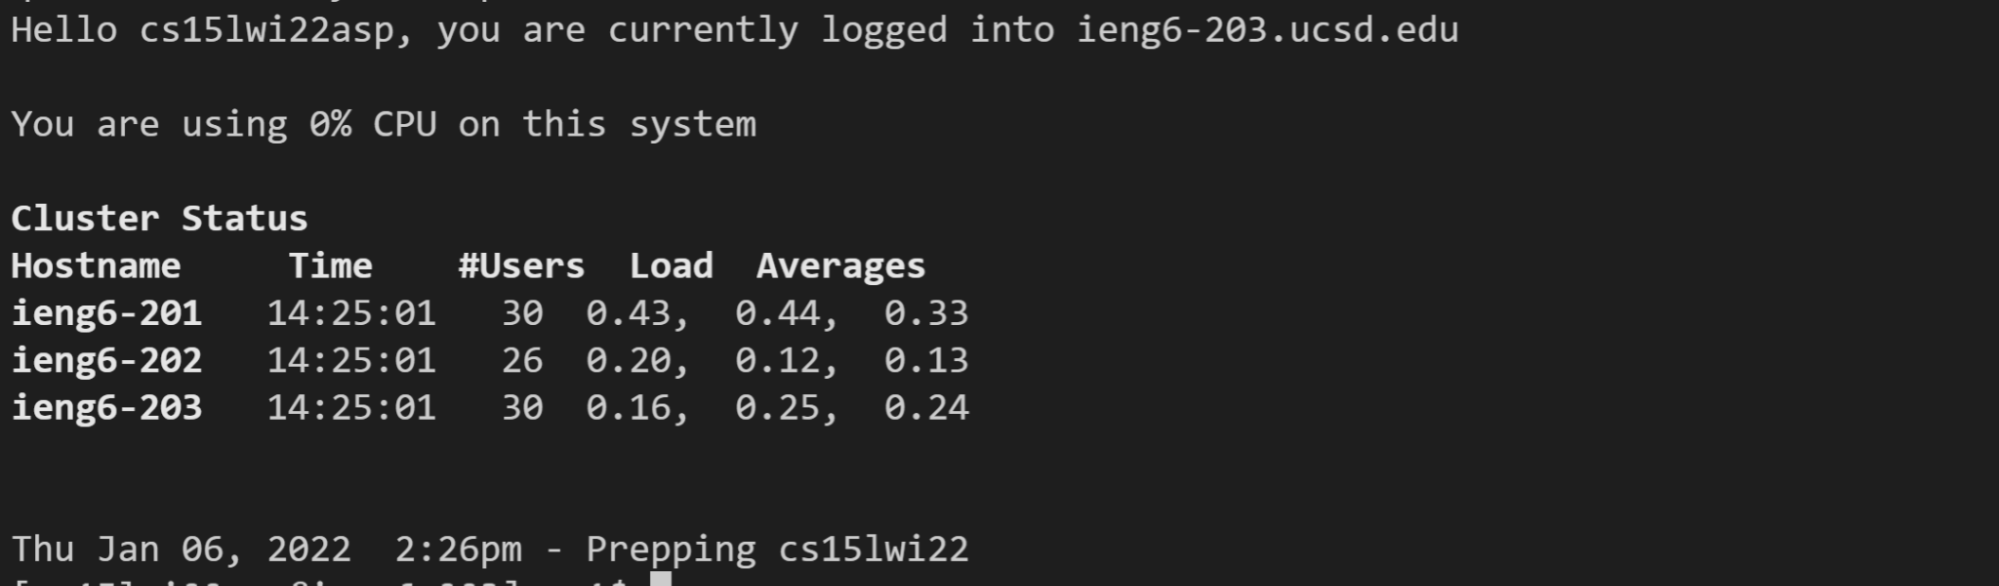 Hello cs15lwi22asp, you are currently logged into ieng6-203.ucsd.edu
You are using 0% CPU on this system
Cluster Status
Hostname Time #Users Load Averages
ieng6-201 14:25:01 30 0.43, 0.44, 0.33
ieng6-202 14:25:01 26 0.20, 0.12, 0.13
ieng6-203 14:25:01 30 0.16, 0.25, 0.24
Thu Jan 06, 2022 2:26pm - Prepping cs15lwi22